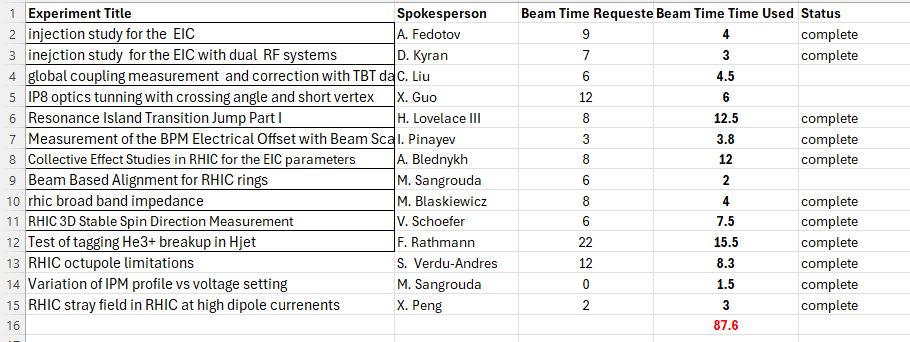 1 Experiment Title Spokesperson Beam Time Requeste Beam Time Time Used Status
2 injection study for the EIC A. Fedotov 9 4 complete
3 inejction study for the EIC with dual RF systems D. Kyran 7 3 complete
4 global coupling measurement and correction with TBT da C. Liu 6 4.5
5 IP8 optics tunning with crossing angle and short vertex X. Guo 12 6
6 Resonance Island Transition Jump Part I H. Lovelace III 8 12.5 complete
7 Measurement of the BPM Electrical Offset with Beam Sca I. Pinayev 3 3.8 complete
8 Collective Effect Studies in RHIC for the EIC parameters A. Blednykh 8 12 complete
9 Beam Based Alignment for RHIC rings M. Sangrouda 6 2
10 rhic broad band impedance M. Blaskiewicz 8 4 complete
11 RHIC 3D Stable Spin Direction Measurement V. Schoefer 6 7.5 complete
12 Test of tagging He3+ breakup in Hjet F. Rathmann 22 15.5 complete
13 RHIC octupole limitations S. Verdu-Andres 12 8.3 complete
14 Variation of IPM profile vs voltage setting M. Sangrouda 0 1.5 complete
15 RHIC stray field in RHIC at high dipole currenents X. Peng 2 3 complete
16 87.6